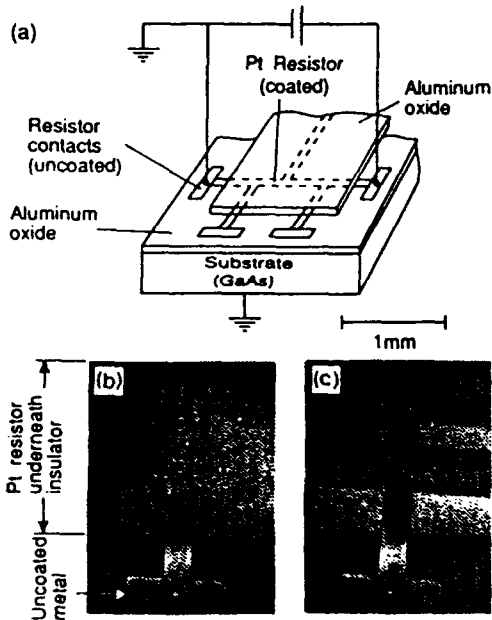 (a)
Pt Resistor
(coated)
Aluminum
oxide
Resistor
contacts
(uncoated)
Aluminum
oxide
Substrate
(GaAs)
1mm
(b)
(c)
Pt resistor
underneath
insulator
Uncoated
metal